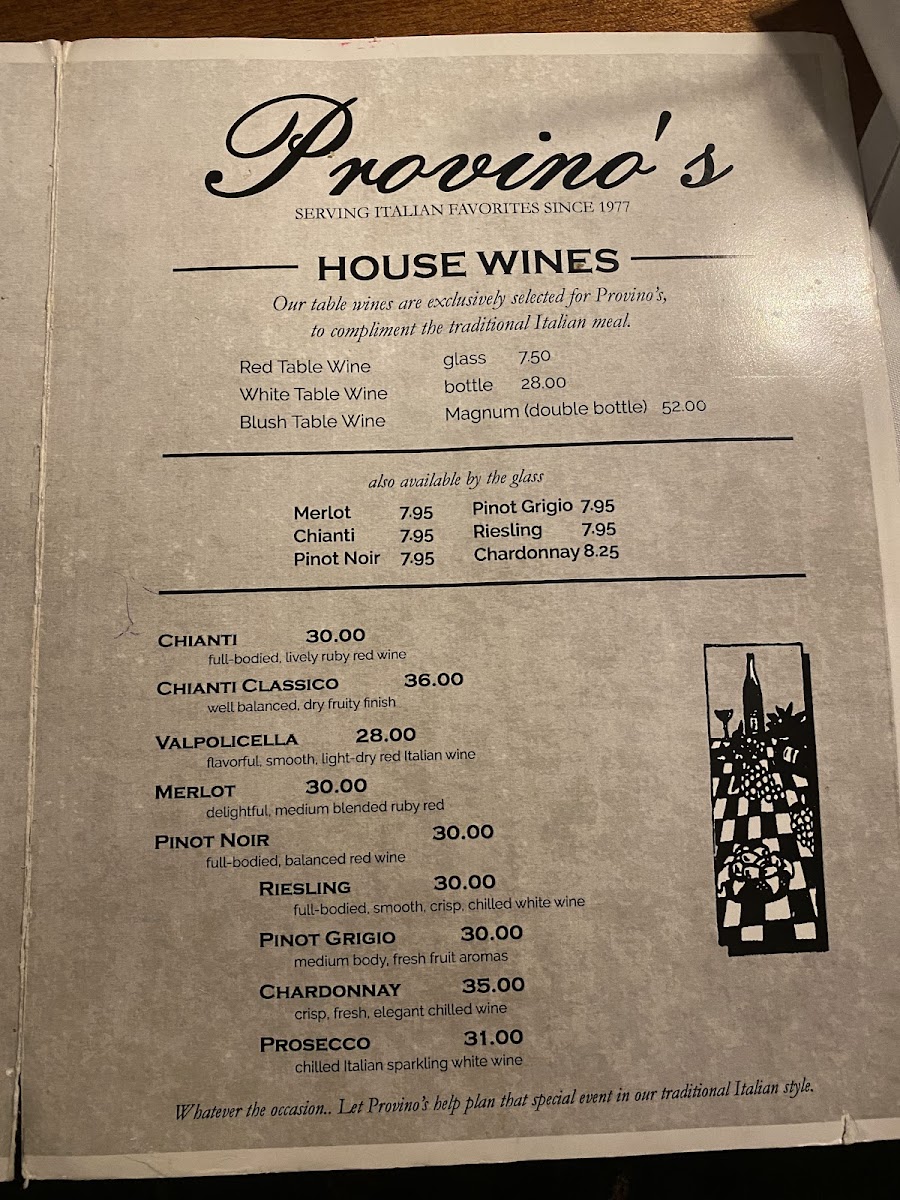 Provino's
SERVING ITALIAN FAVORITES SINCE 1977
HOUSE WINES
Our table wines are exclusively selected for Provino's,
to compliment the traditional Italian meal.
Red Table Wine glass 7.50
White Table Wine bottle 28.00
Blush Table Wine Magnum (double bottle) 52.00
also available by the glass
Merlot 7.95 Pinot Grigio 7.95
Chianti 7.95 Riesling 7.95
Pinot Noir 7.95 Chardonnay 8.25
CHIANTI 30.00
full-bodied, lively ruby red wine
CHIANTI CLASSICO 36.00
well balanced, dry fruity finish
VALPOLICELLA 28.00
flavorful, smooth, light-dry red Italian wine
MERLOT 30.00
delightful, medium blended ruby red
PINOT NOIR 30.00
full-bodied, balanced red wine
RIESLING 30.00
full-bodied, smooth, crisp, chilled white wine
PINOT GRIGIO 30.00
medium body, fresh fruit aromas
CHARDONNAY 35.00
crisp, fresh, elegant chilled wine
PROSECCO 31.00
chilled Italian sparkling white wine
Whatever the occasion.. Let Provino's help plan that special event in our traditional Italian style.